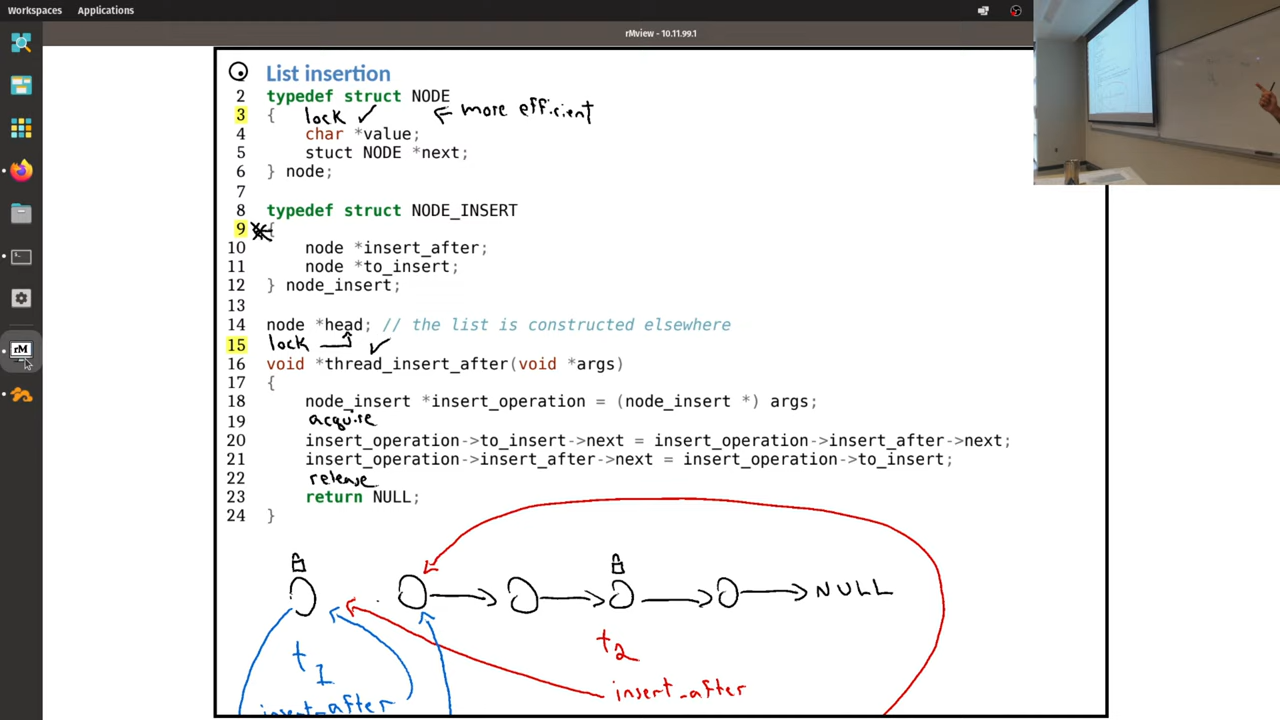 Workspaces Applications
rMview - 10.11.99.1
List insertion
2 typedef struct NODE
3 { lock ✓ ← more efficient
4 char *value;
5 stuct NODE *next;
6 } node;
7
8 typedef struct NODE_INSERT
9 {
10 node *insert_after;
11 node *to_insert;
12 } node_insert;
13
14 node *head; // the list is constructed elsewhere
15 lock ✓
16 void *thread_insert_after(void *args)
17 {
18 node_insert *insert_operation = (node_insert *) args;
19 acquire
20 insert_operation->to_insert->next = insert_operation->insert_after->next;
21 insert_operation->insert_after->next = insert_operation->to_insert;
22 release
23 return NULL;
24 }
NULL
t1
t2
insert_after
insert_after
rM